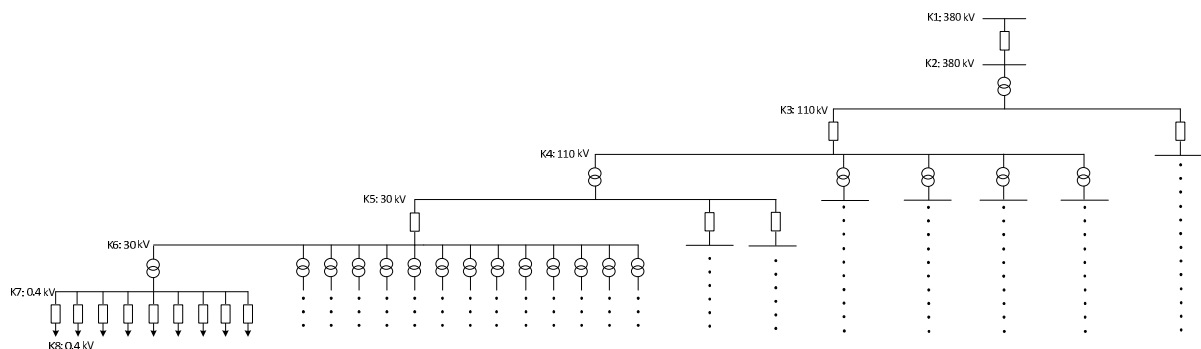 K1: 380 kV
K2: 380 kV
K3: 110 kV
K4: 110 kV
K5: 30 kV
K6: 30 kV
K7: 0.4 kV
K8: 0.4 kV